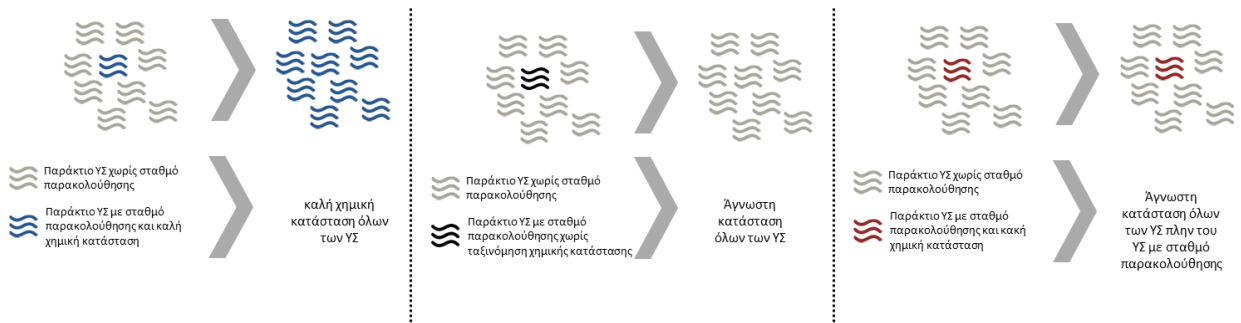 Παράκτιο ΥΣ χωρίς σταθμό
παρακολούθησης
Παράκτιο ΥΣ με σταθμό
παρακολούθησης και καλή
χημική κατάσταση
καλή χημική
κατάσταση όλων
των ΥΣ
Παράκτιο ΥΣ χωρίς σταθμό
παρακολούθησης
Παράκτιο ΥΣ με σταθμό
παρακολούθησης χωρίς
ταξινόμηση χημικής κατάστασης
Άγνωστη
κατάσταση
όλων των ΥΣ
Παράκτιο ΥΣ χωρίς σταθμό
παρακολούθησης
Παράκτιο ΥΣ με σταθμό
παρακολούθησης και κακή
χημική κατάσταση
Άγνωστη
κατάσταση όλων
των ΥΣ πλην του
ΥΣ με σταθμό
παρακολούθησης